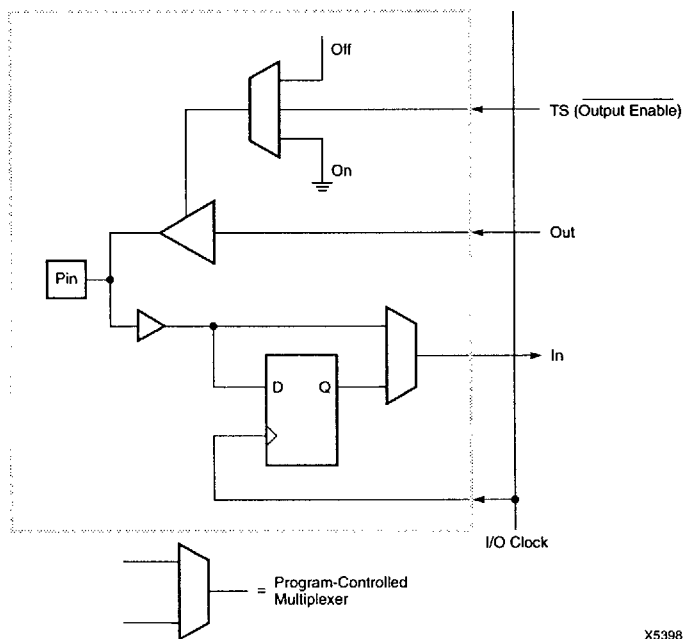 Off
TS (Output Enable)
On
Out
Pin
In
D Q
I/O Clock
= Program-Controlled
Multiplexer
X5398